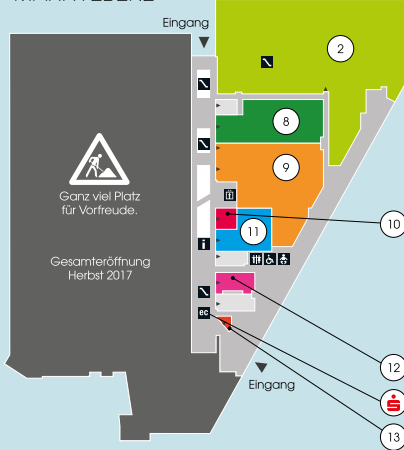 Eingang
2
8
9
Ganz viel Platz
für Vorfreude.
10
11
i
Gesamteröffnung
Herbst 2017
ec
12
Eingang
13